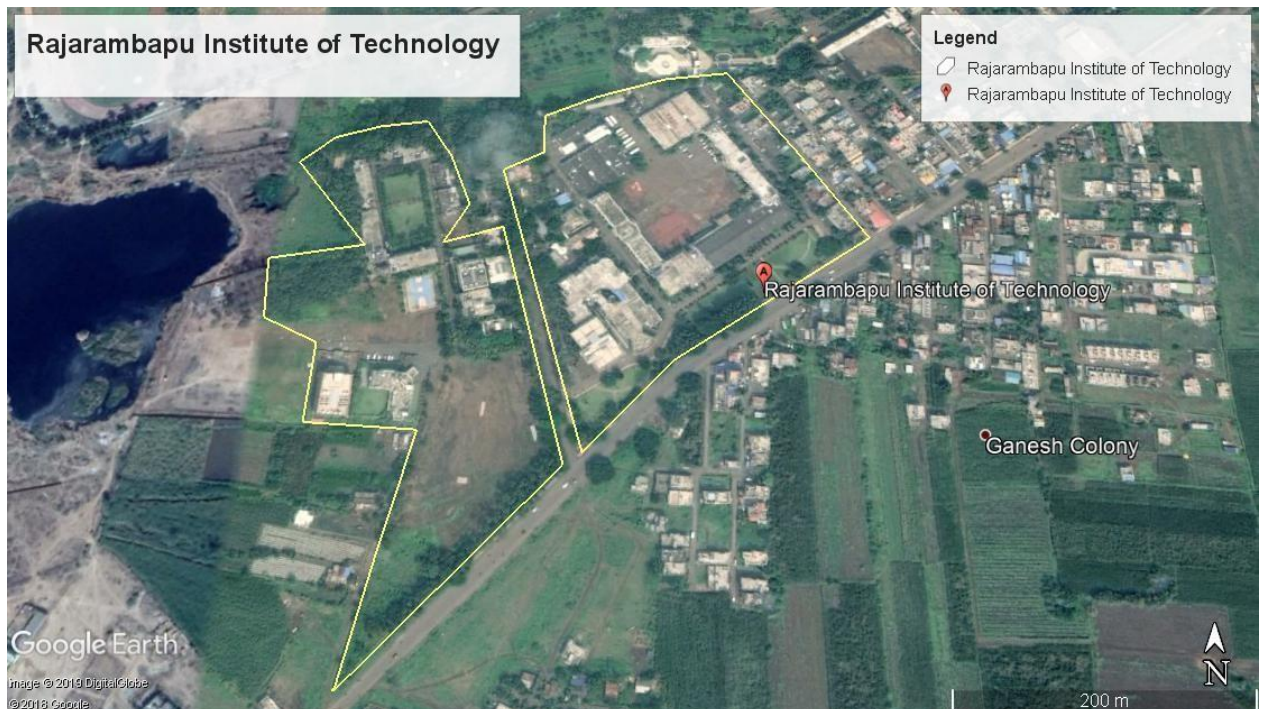 Rajarambapu Institute of Technology
Legend
Rajarambapu Institute of Technology
A Rajarambapu Institute of Technology
A
Rajarambapu Institute of Technology
Ganesh Colony
Google Earth
Image © 2019 DigitalGlobe
© 2018 Google
N
200 m